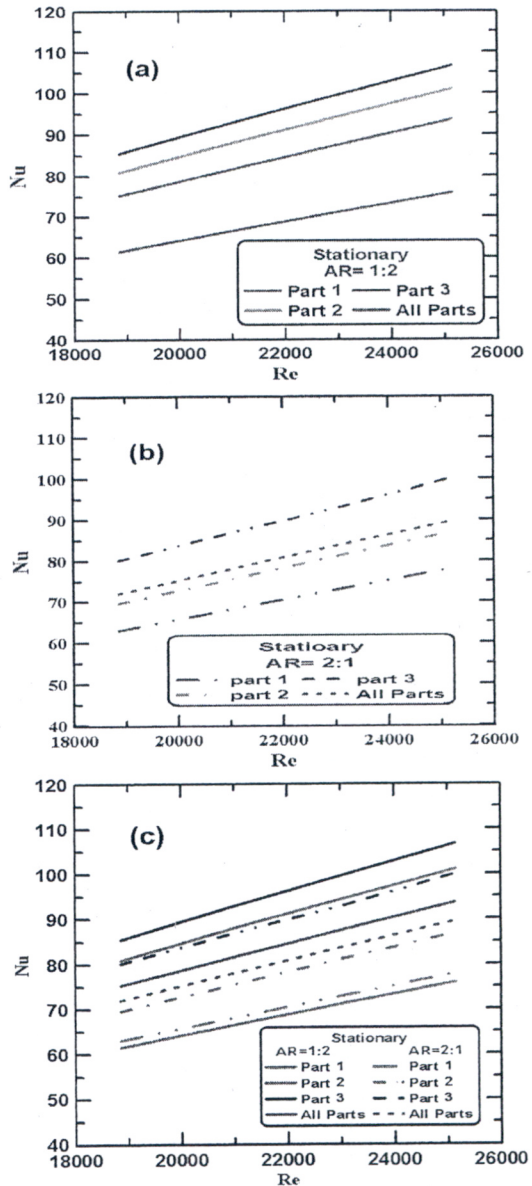 120
110
(a)
100
90
Nu
80
70
60
Stationary
AR= 1:2
50
Part 1 Part 3
Part 2 All Parts
40
18000 20000 22000 24000 26000
Re
120
110
(b)
100
90
Nu
80
70
60
Statioary
AR= 2:1
50
part 1 part 3
part 2 All Parts
40
18000 20000 22000 24000 26000
Re
120
110
(c)
100
90
Nu
80
70
60
Stationary
AR=1:2 AR=2:1
Part 1 Part 1
Part 2 Part 2
50
Part 3 Part 3
All Parts All Parts
40
18000 20000 22000 24000 26000
Re